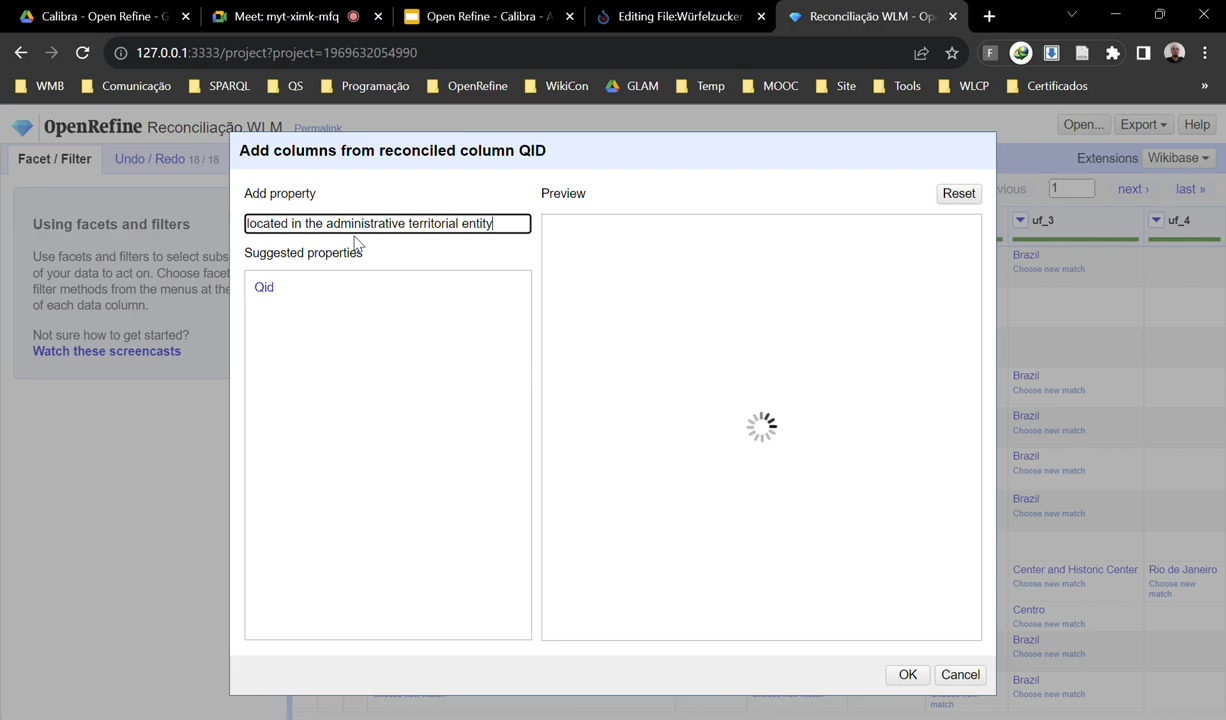 Calibra - Open Refine - G
Meet: myt-ximk-mfq
Open Refine - Calibra - A
Editing File:Würfelzucker
Reconciliação WLM - Op
127.0.0.1:3333/project?project=1969632054990
WMB
Comunicação
SPARQL
QS
Programação
OpenRefine
WikiCon
GLAM
Temp
MOOC
Site
Tools
WLCP
Certificados
»
OpenRefine Reconciliação WLM Permalink
Open...
Export
Help
Facet / Filter
Undo / Redo 18 / 18
Extensions
Wikibase
Add columns from reconciled column QID
Add property
Preview
Reset
located in the administrative territorial entity
Suggested properties
Qid
OK
Cancel
Using facets and filters
Use facets and filters to select subs
of your data to act on. Choose facet
filter methods from the menus at the
of each data column.
Not sure how to get started?
Watch these screencasts
vious
1
next ›
last »
uf_3
uf_4
Brazil
Choose new match
Brazil
Choose new match
Brazil
Choose new match
Brazil
Choose new match
Brazil
Choose new match
Center and Historic Center
Choose new match
Rio de Janeiro
Choose new
match
Centro
Choose new match
Brazil
Choose new match
Brazil
Choose new match
match